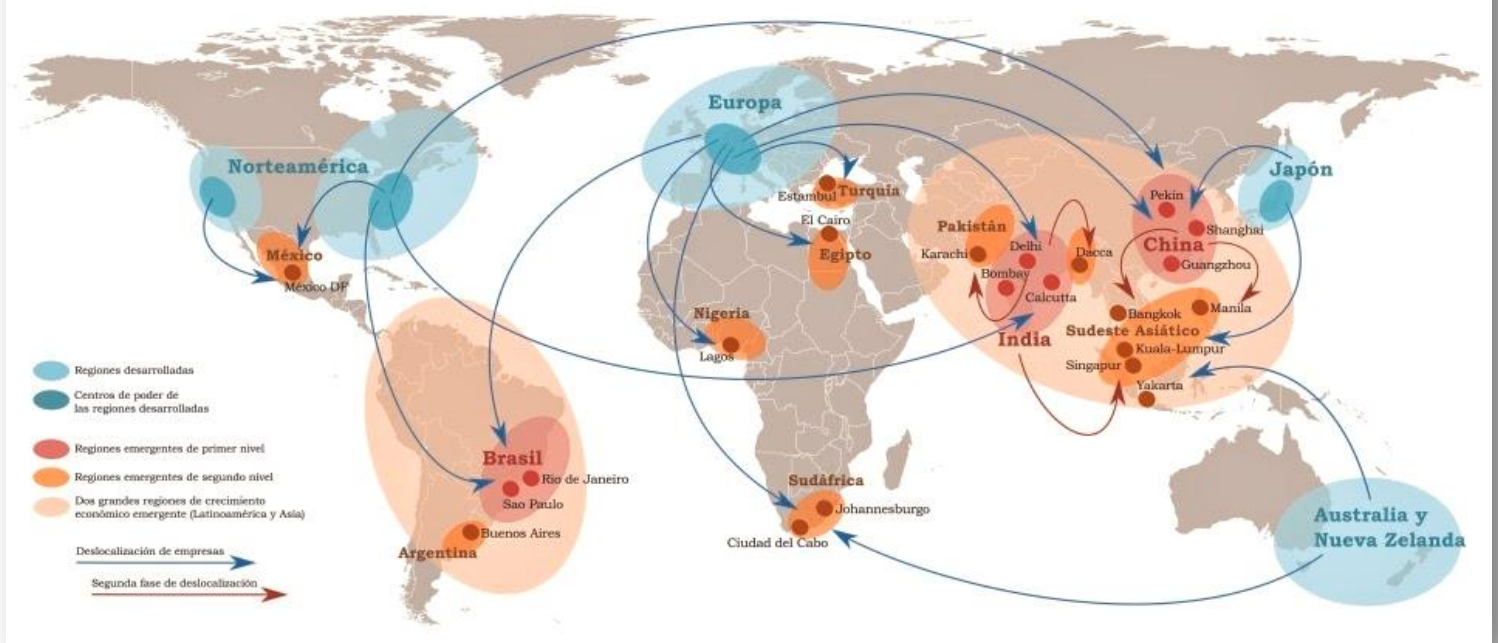 Europa
Norteamérica
Japón
Estambul
Turquía
Pekín
El Cairo
Shanghai
Pakistán
Delhi
Dacca
China
México
Egipto
Karachi
Guangzhou
Bombay
México DF
Calcutta
Nigeria
Bangkok
Manila
Sudeste Asiático
India
Kuala-Lumpur
Lagos
Singapur
Yakarta
Regiones desarrolladas
Centros de poder de
las regiones desarrolladas
Regiones emergentes de primer nivel
Regiones emergentes de segundo nivel
Dos grandes regiones de crecimiento
económico emergente (Latinoamérica y Asia)
Deslocalización de empresas
Segunda fase de deslocalización
Brasil
Rio de Janeiro
Sao Paulo
Buenos Aires
Argentina
Sudáfrica
Johannesburgo
Ciudad del Cabo
Australia y
Nueva Zelanda